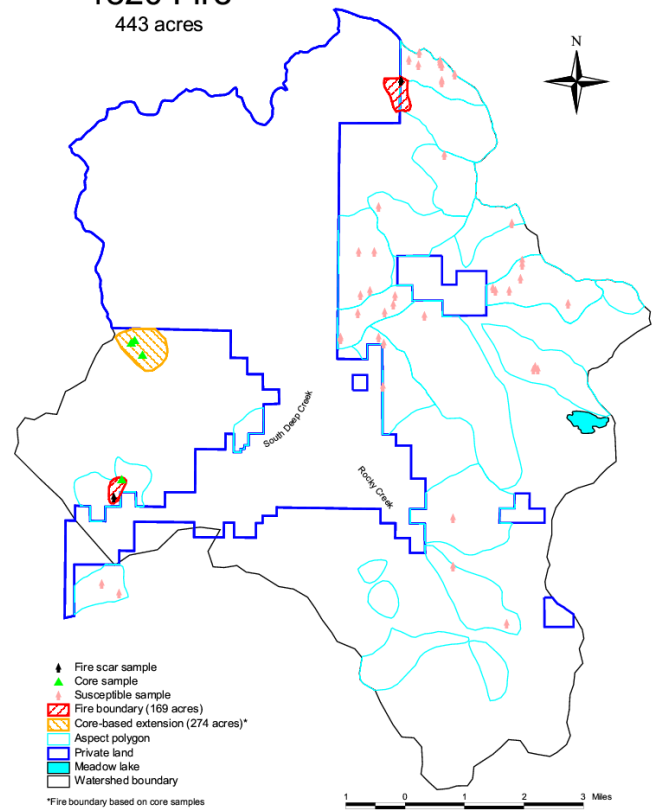 443 acres
N
South Deep Creek
Rocky Creek
Fire scar sample
Core sample
Susceptible sample
Fire boundary (169 acres)
Core-based extension (274 acres)*
Aspect polygon
Private land
Meadow lake
Watershed boundary
*Fire boundary based on core samples
1 0 1 2 3 Miles